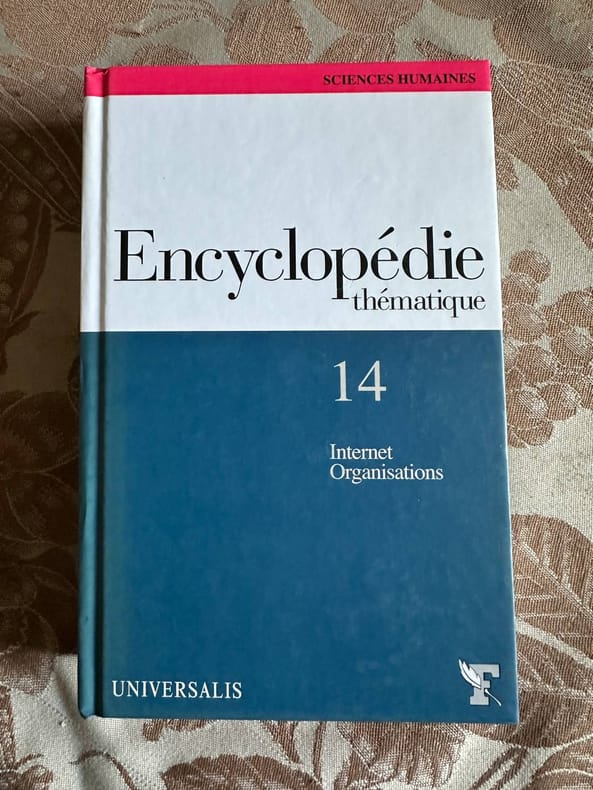 SCIENCES HUMAINES
Encyclopédie
thématique
14
Internet
Organisations
UNIVERSALIS
F